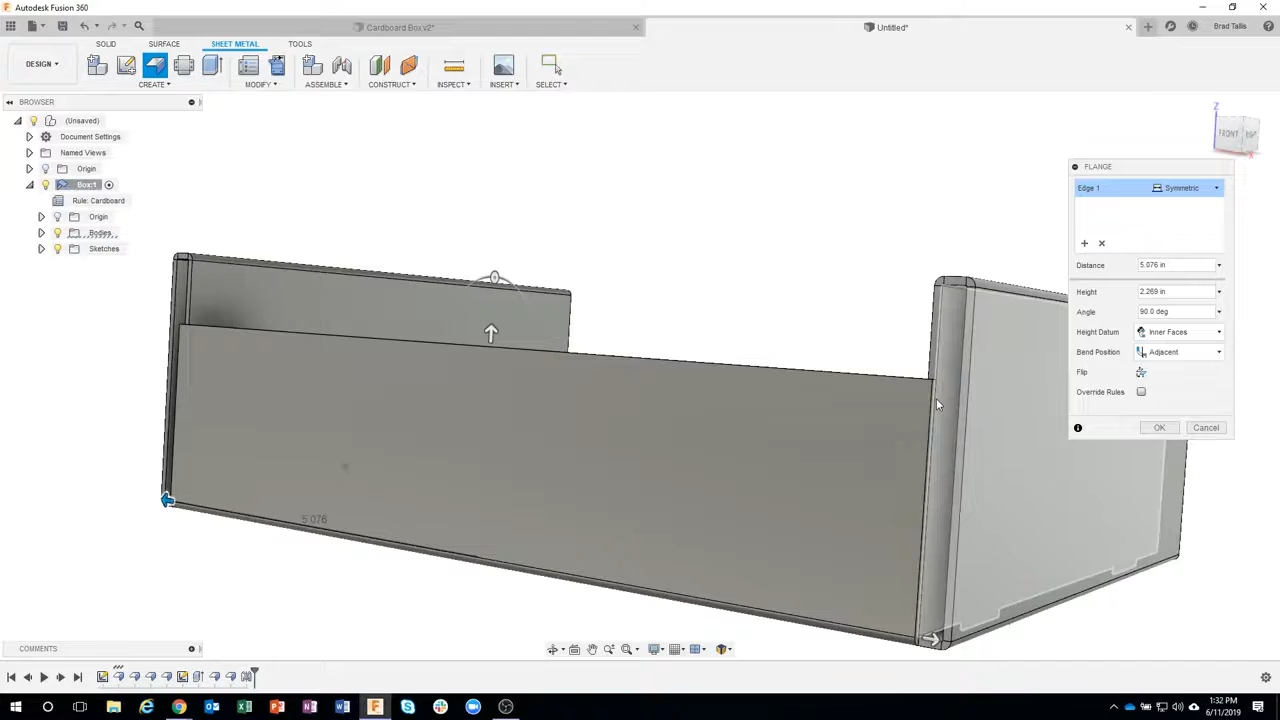 Autodesk Fusion 360
Cardboard Box v2*
Untitled*
Brad Tallis
SOLID SURFACE SHEET METAL TOOLS
DESIGN
CREATE MODIFY ASSEMBLE CONSTRUCT INSPECT INSERT SELECT
BROWSER
(Unsaved)
Document Settings
Named Views
Origin
Box:1
Rule: Cardboard
Origin
Bodies
Sketches
Z
FRONT
X
FLANGE
Edge 1 Symmetric
Distance 5.076 in
Height 2.269 in
Angle 90.0 deg
Height Datum Inner Faces
Bend Position Adjacent
Flip
Override Rules
OK Cancel
5.076
COMMENTS
1:32 PM
6/11/2019